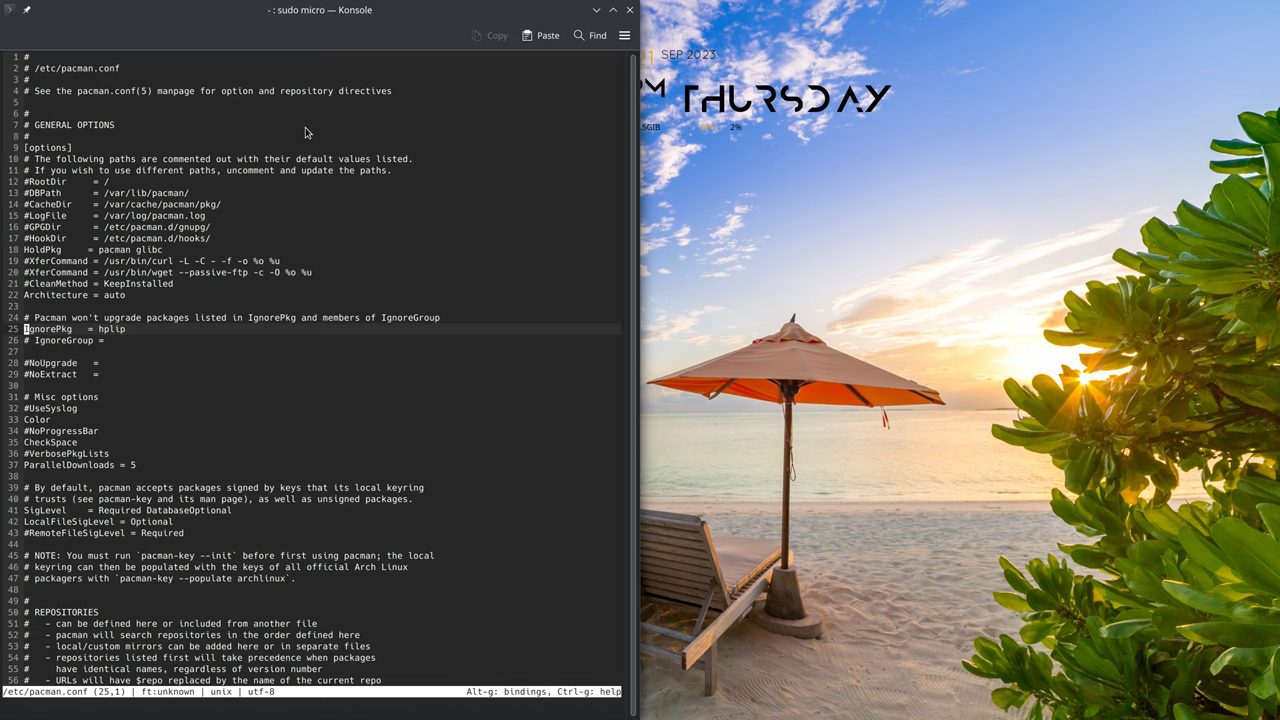 - : sudo micro — Konsole
Copy Paste Find
1 #
2 # /etc/pacman.conf
3 #
4 # See the pacman.conf(5) manpage for option and repository directives
5
6 #
7 # GENERAL OPTIONS
8 #
9 [options]
10 # The following paths are commented out with their default values listed.
11 # If you wish to use different paths, uncomment and update the paths.
12 #RootDir     = /
13 #DBPath      = /var/lib/pacman/
14 #CacheDir    = /var/cache/pacman/pkg/
15 #LogFile     = /var/log/pacman.log
16 #GPGDir      = /etc/pacman.d/gnupg/
17 #HookDir     = /etc/pacman.d/hooks/
18 HoldPkg     = pacman glibc
19 #XferCommand = /usr/bin/curl -L -C - -f -o %o %u
20 #XferCommand = /usr/bin/wget --passive-ftp -c -O %o %u
21 #CleanMethod = KeepInstalled
22 Architecture = auto
23
24 # Pacman won't upgrade packages listed in IgnorePkg and members of IgnoreGroup
25 IgnorePkg   = hplip
26 # IgnoreGroup =
27
28 #NoUpgrade   =
29 #NoExtract   =
30
31 # Misc options
32 #UseSyslog
33 Color
34 #NoProgressBar
35 CheckSpace
36 #VerbosePkgLists
37 ParallelDownloads = 5
38
39 # By default, pacman accepts packages signed by keys that its local keyring
40 # trusts (see pacman-key and its man page), as well as unsigned packages.
41 SigLevel    = Required DatabaseOptional
42 LocalFileSigLevel = Optional
43 #RemoteFileSigLevel = Required
44
45 # NOTE: You must run `pacman-key --init` before first using pacman; the local
46 # keyring can then be populated with the keys of all official Arch Linux
47 # packagers with `pacman-key --populate archlinux`.
48
49 #
50 # REPOSITORIES
51 #   - can be defined here or included from another file
52 #   - pacman will search repositories in the order defined here
53 #   - local/custom mirrors can be added here or in separate files
54 #   - repositories listed first will take precedence when packages
55 #     have identical names, regardless of version number
56 #   - URLs will have $repo replaced by the name of the current repo
/etc/pacman.conf (25,1) | ft:unknown | unix | utf-8 Alt-g: bindings, Ctrl-g: help
21 SEP 2023
PM THURSDAY
5GIB 2%